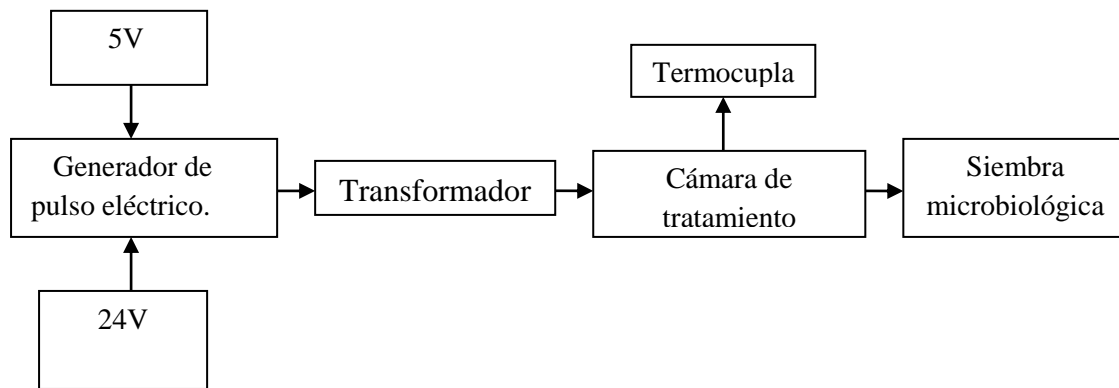 5V
Termocupla
Generador de
pulso eléctrico.
Transformador
Cámara de
tratamiento
Siembra
microbiológica
24V